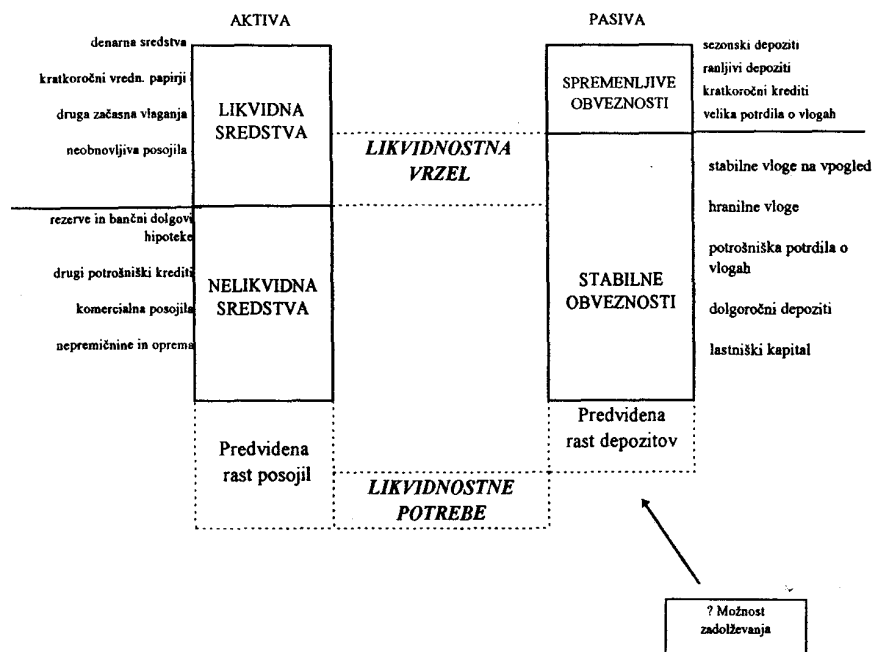 AKTIVA
PASIVA
denarna sredstva
kratkoročni vredn. papirji
druga začasna vlaganja
neobnovljiva posojila
LIKVIDNA
SREDSTVA
rezerve in bančni dolgovi
hipoteke
drugi potrošniški krediti
komercialna posojila
nepremičnine in oprema
NELIKVIDNA
SREDSTVA
LIKVIDNOSTNA
VRZEL
SPREMENLJIVE
OBVEZNOSTI
sezonski depoziti
ranljivi depoziti
kratkoročni krediti
velika potrdila o vlogah
STABILNE
OBVEZNOSTI
stabilne vloge na vpogled
hranilne vloge
potrošniška potrdila o
vlogah
dolgoročni depoziti
lastniški kapital
Predvidena
rast posojil
Predvidena
rast depozitov
LIKVIDNOSTNE
POTREBE
? Možnost
zadolževanja